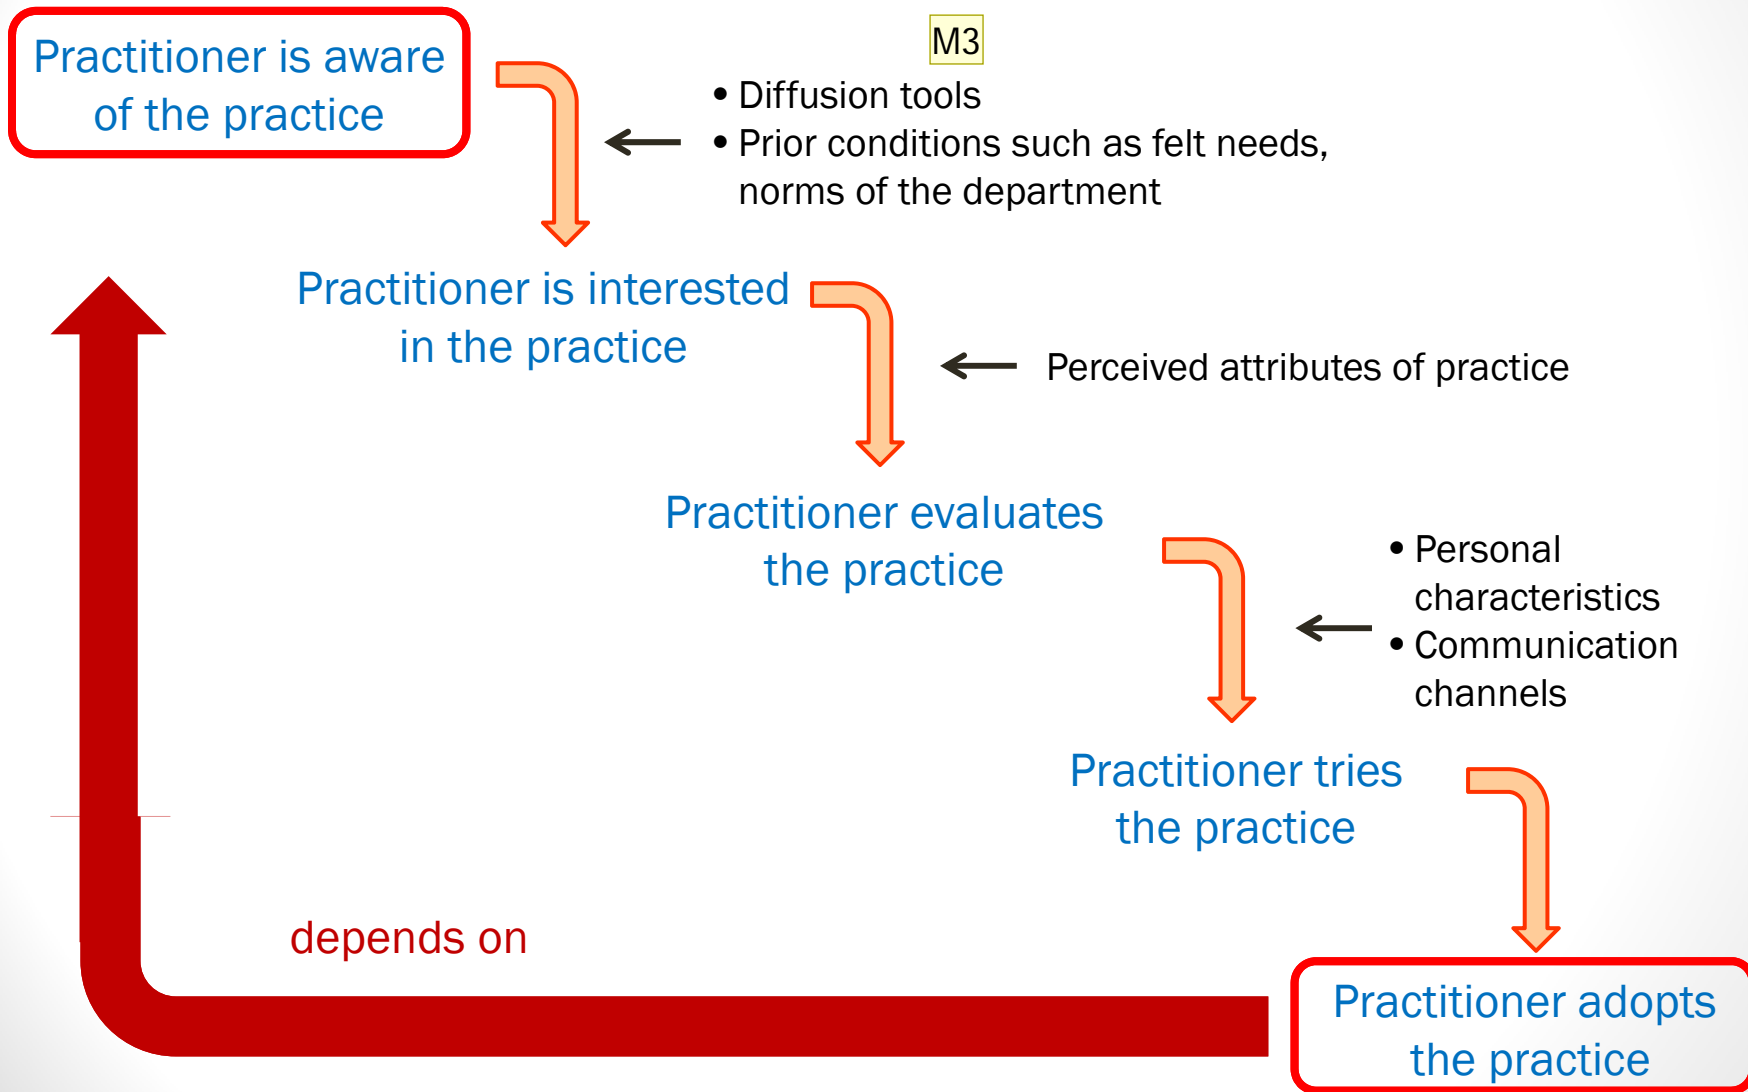 Practitioner is aware
of the practice
M3
• Diffusion tools
• Prior conditions such as felt needs,
norms of the department
Practitioner is interested
in the practice
Perceived attributes of practice
Practitioner evaluates
the practice
• Personal
characteristics
• Communication
channels
Practitioner tries
the practice
depends on
Practitioner adopts
the practice